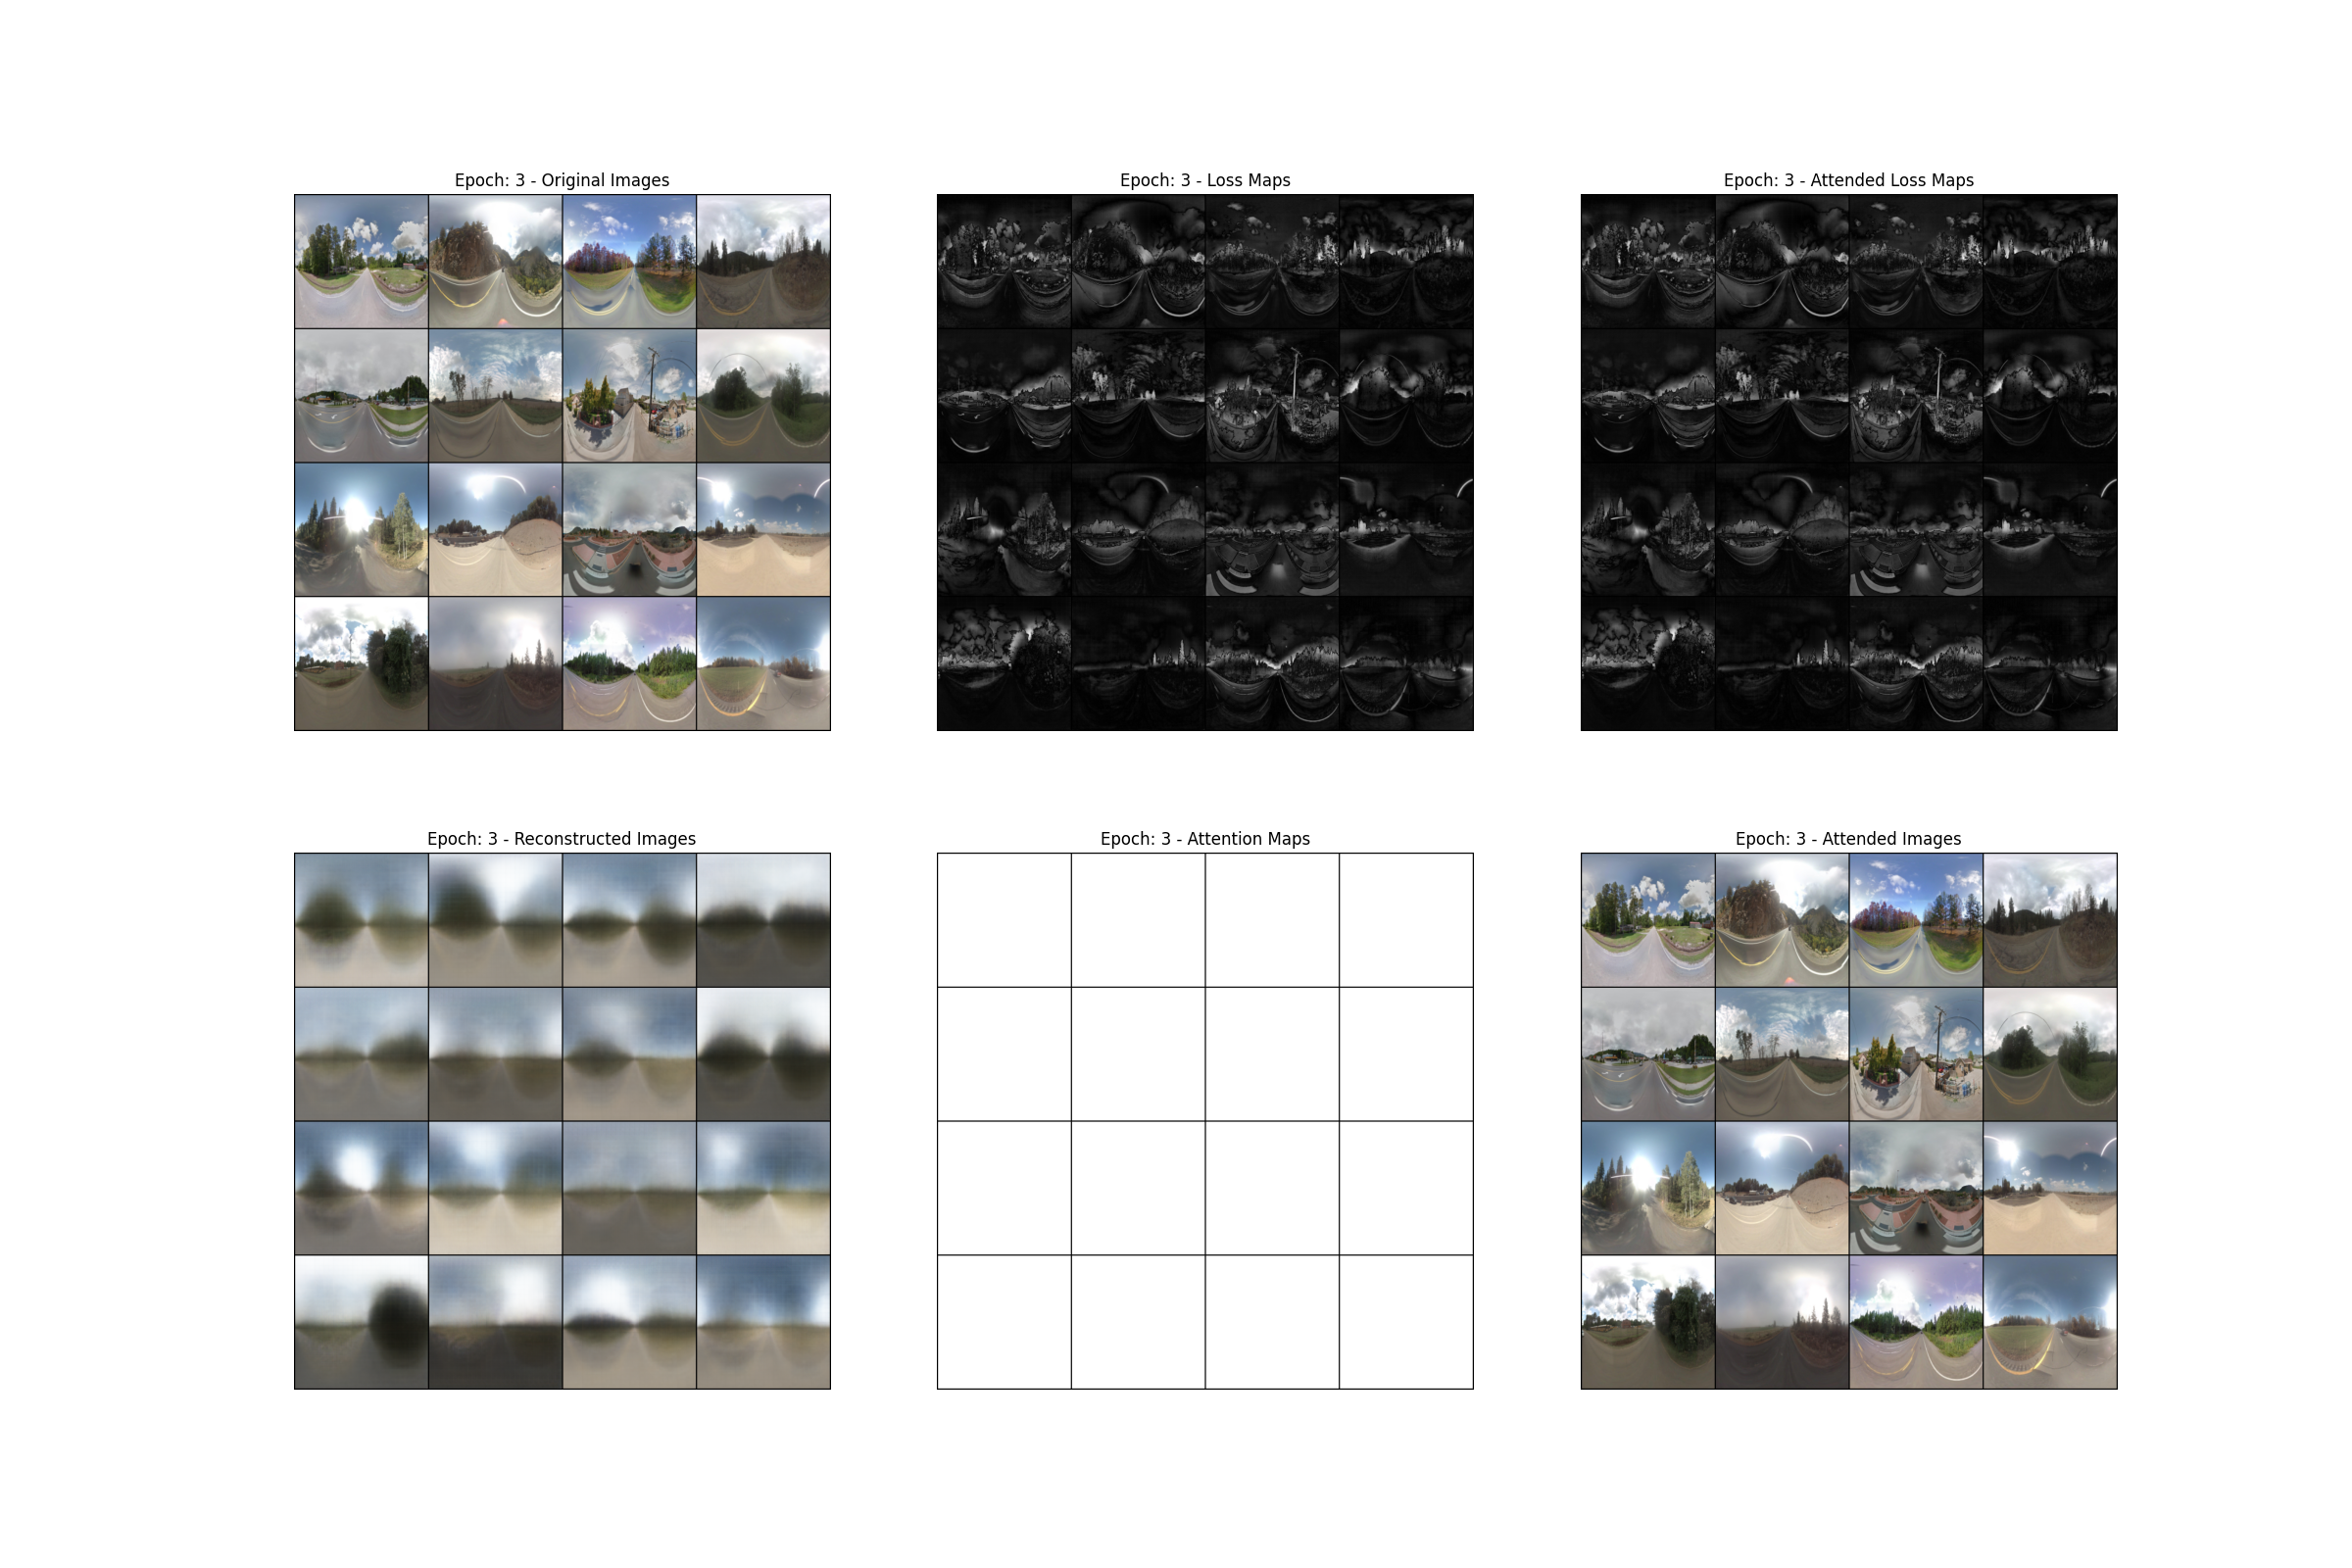 Epoch: 3 - Original Images
Epoch: 3 - Loss Maps
Epoch: 3 - Attended Loss Maps
Epoch: 3 - Reconstructed Images
Epoch: 3 - Attention Maps
Epoch: 3 - Attended Images